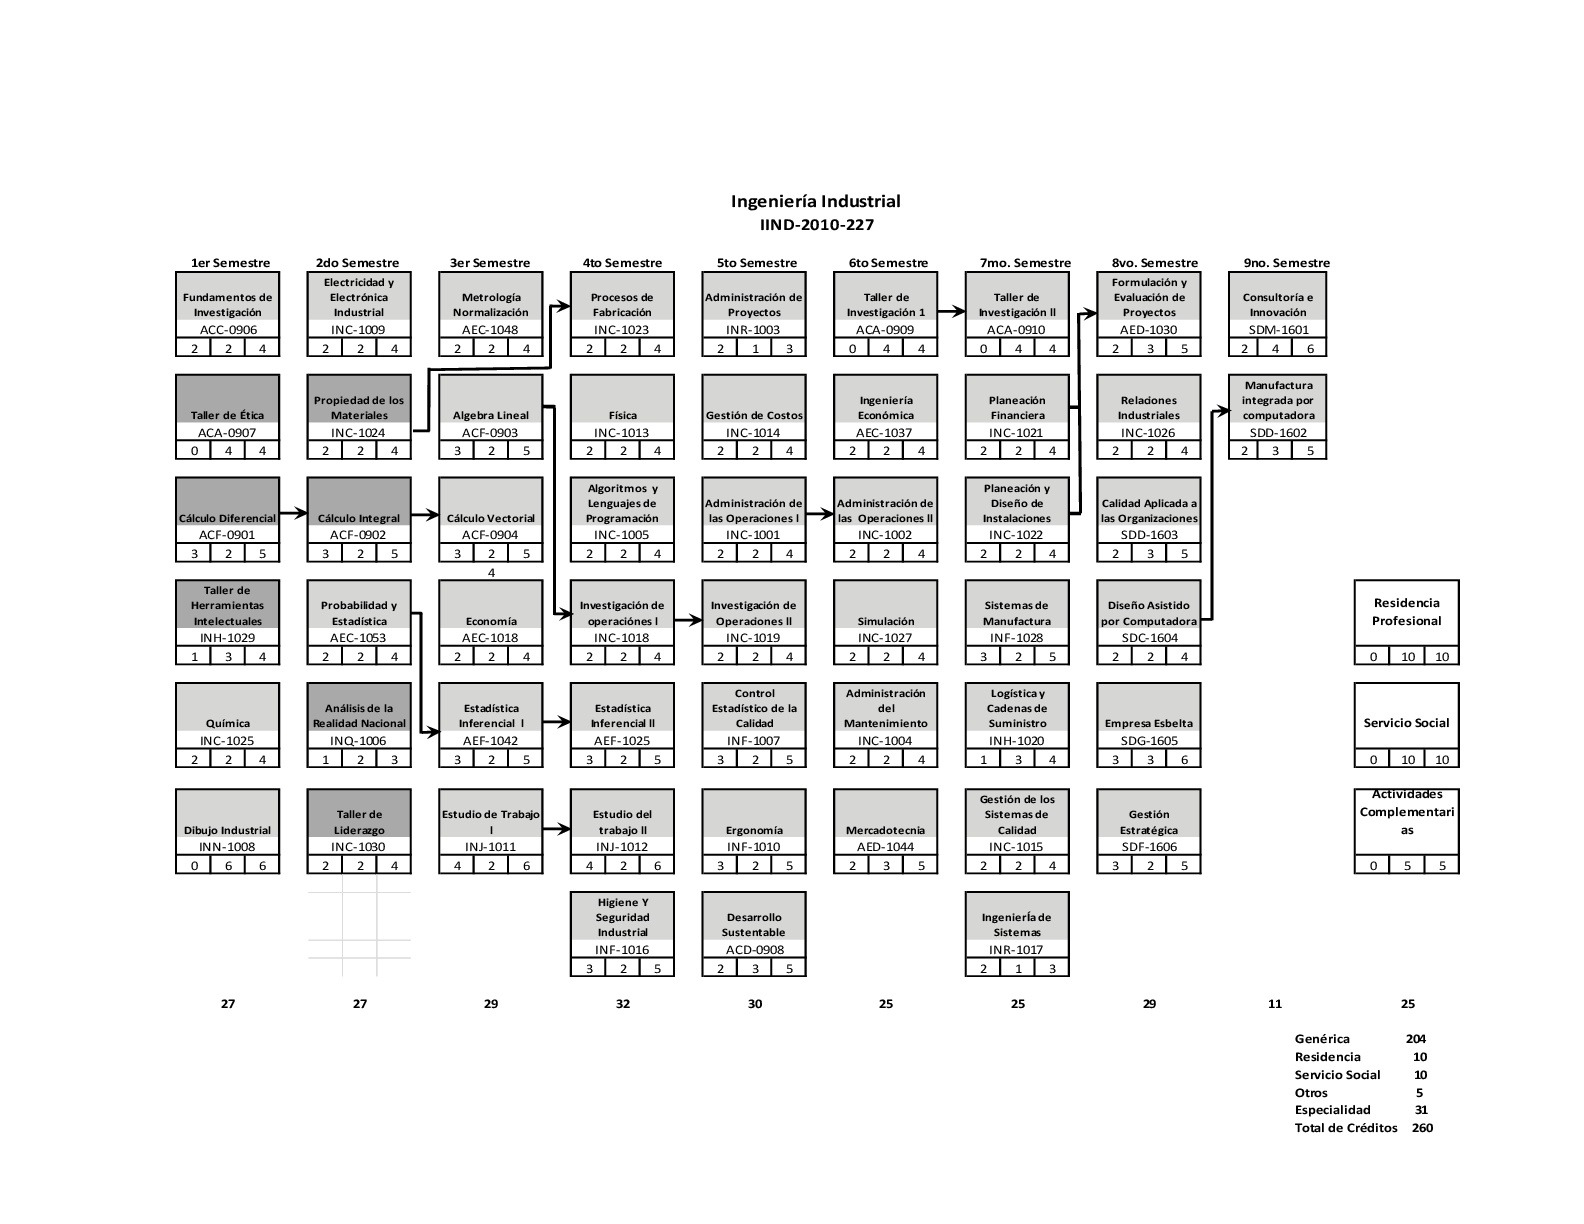 Ingeniería Industrial
IIND-2010-227
1er Semestre 2do Semestre 3er Semestre 4to Semestre 5to Semestre 6to Semestre 7mo. Semestre 8vo. Semestre 9no. Semestre
Fundamentos de
Investigación
ACC-0906
2 2 4
Electricidad y
Electrónica
Industrial
INC-1009
2 2 4
Metrología
Normalización
AEC-1048
2 2 4
Procesos de
Fabricación
INC-1023
2 2 4
Administración de
Proyectos
INR-1003
2 1 3
Taller de
Investigación 1
ACA-0909
0 4 4
Taller de
Investigación II
ACA-0910
0 4 4
Formulación y
Evaluación de
Proyectos
AED-1030
2 3 5
Consultoría e
Innovación
SDM-1601
2 4 6
Taller de Ética
ACA-0907
0 4 4
Propiedad de los
Materiales
INC-1024
2 2 4
Algebra Lineal
ACF-0903
3 2 5
Física
INC-1013
2 2 4
Gestión de Costos
INC-1014
2 2 4
Ingeniería
Económica
AEC-1037
2 2 4
Planeación
Financiera
INC-1021
2 2 4
Relaciones
Industriales
INC-1026
2 2 4
Manufactura
integrada por
computadora
SDD-1602
2 3 5
Cálculo Diferencial
ACF-0901
3 2 5
Cálculo Integral
ACF-0902
3 2 5
Cálculo Vectorial
ACF-0904
3 2 5
4
Algoritmos y
Lenguajes de
Programación
INC-1005
2 2 4
Administración de
las Operaciones I
INC-1001
2 2 4
Administración de
las Operaciones II
INC-1002
2 2 4
Planeación y
Diseño de
Instalaciones
INC-1022
2 2 4
Calidad Aplicada a
las Organizaciones
SDD-1603
2 3 5
Taller de
Herramientas
Intelectuales
INH-1029
1 3 4
Probabilidad y
Estadística
AEC-1053
2 2 4
Economía
AEC-1018
2 2 4
Investigación de
operaciónes I
INC-1018
2 2 4
Investigación de
Operaciones II
INC-1019
2 2 4
Simulación
INC-1027
2 2 4
Sistemas de
Manufactura
INF-1028
3 2 5
Diseño Asistido
por Computadora
SDC-1604
2 2 4
Residencia
Profesional
0 10 10
Química
INC-1025
2 2 4
Análisis de la
Realidad Nacional
INQ-1006
1 2 3
Estadística
Inferencial I
AEF-1042
3 2 5
Estadística
Inferencial II
AEF-1025
3 2 5
Control
Estadístico de la
Calidad
INF-1007
3 2 5
Administración
del
Mantenimiento
INC-1004
2 2 4
Logística y
Cadenas de
Suministro
INH-1020
1 3 4
Empresa Esbelta
SDG-1605
3 3 6
Servicio Social
0 10 10
Dibujo Industrial
INN-1008
0 6 6
Taller de
Liderazgo
INC-1030
2 2 4
Estudio de Trabajo
I
INJ-1011
4 2 6
Estudio del
trabajo II
INJ-1012
4 2 6
Ergonomía
INF-1010
3 2 5
Mercadotecnia
AED-1044
2 3 5
Gestión de los
Sistemas de
Calidad
INC-1015
2 2 4
Gestión
Estratégica
SDF-1606
3 2 5
Actividades
Complementari
as
0 5 5
Higiene Y
Seguridad
Industrial
INF-1016
3 2 5
Desarrollo
Sustentable
ACD-0908
2 3 5
Ingeniería de
Sistemas
INR-1017
2 1 3
27 27 29 32 30 25 25 29 11 25
Genérica 204
Residencia 10
Servicio Social 10
Otros 5
Especialidad 31
Total de Créditos 260